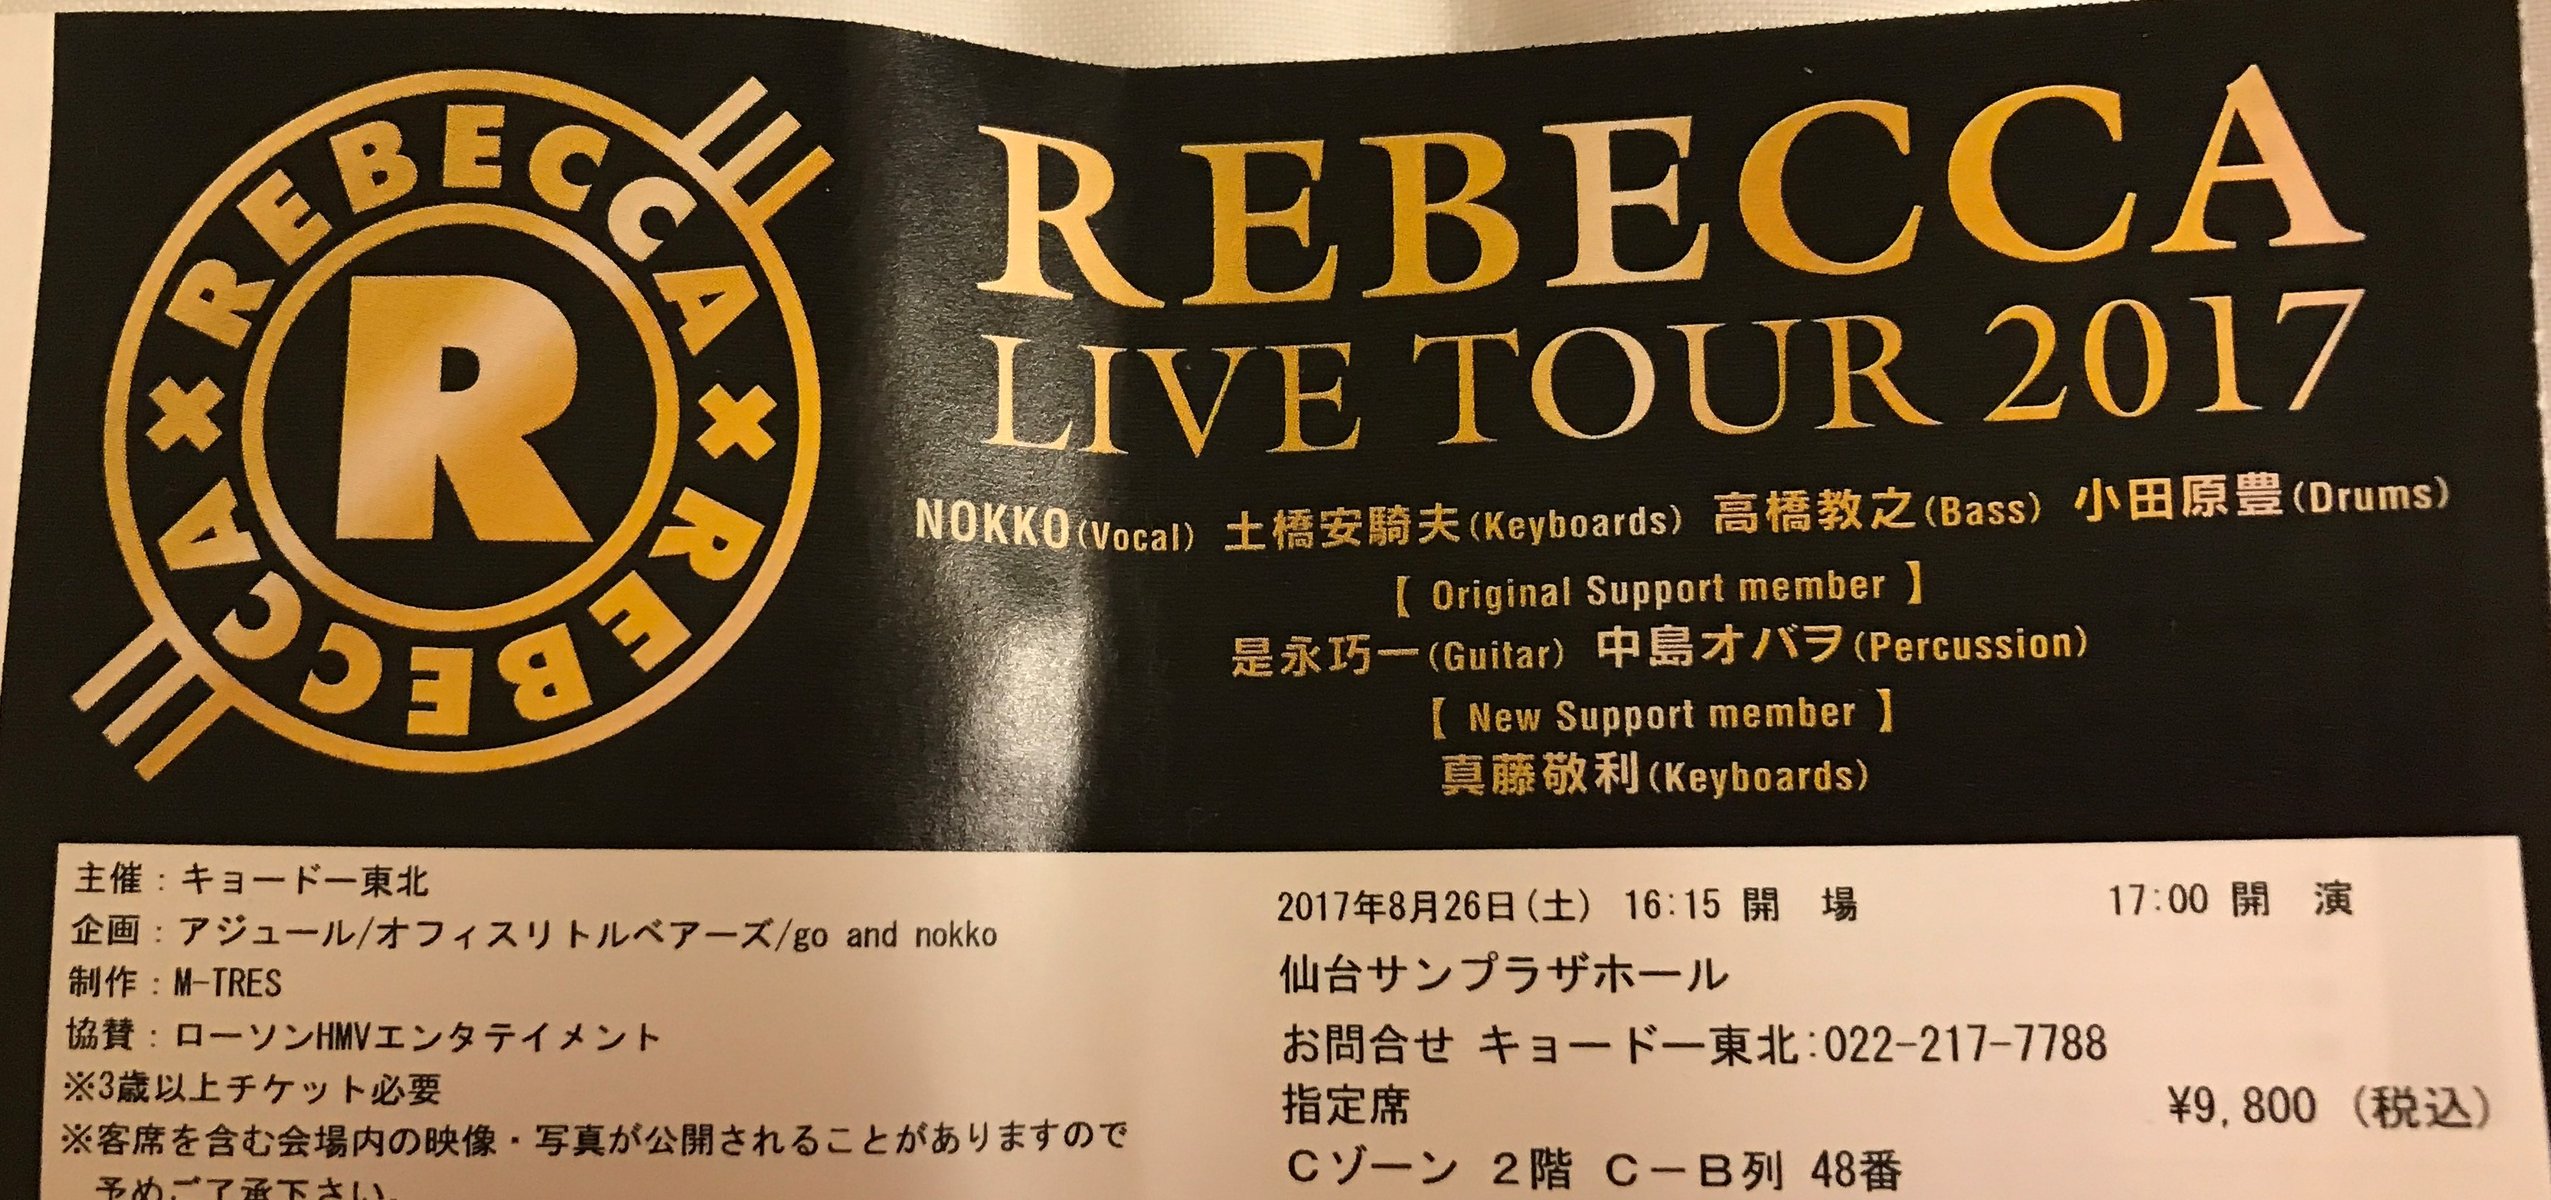 REBECCA × REBECCA ×
R
REBECCA
LIVE TOUR 2017
NOKKO(Vocal) 土橋安騎夫(Keyboards) 高橋教之(Bass) 小田原豊(Drums)
【 Original Support member 】
是永巧一(Guitar) 中島オバヲ(Percussion)
【 New Support member 】
真藤敬利(Keyboards)
主催:キョードー東北
企画:アジュール/オフィスリトルベアーズ/go and nokko
制作:M-TRES
協賛:ローソンHMVエンタテイメント
※3歳以上チケット必要
※客席を含む会場内の映像・写真が公開されることがありますので
予めご了承下さい。
2017年8月26日(土) 16:15 開 場 17:00 開 演
仙台サンプラザホール
お問合せ キョードー東北:022-217-7788
指定席 ¥9,800 (税込)
Cゾーン 2階 C-B列 48番